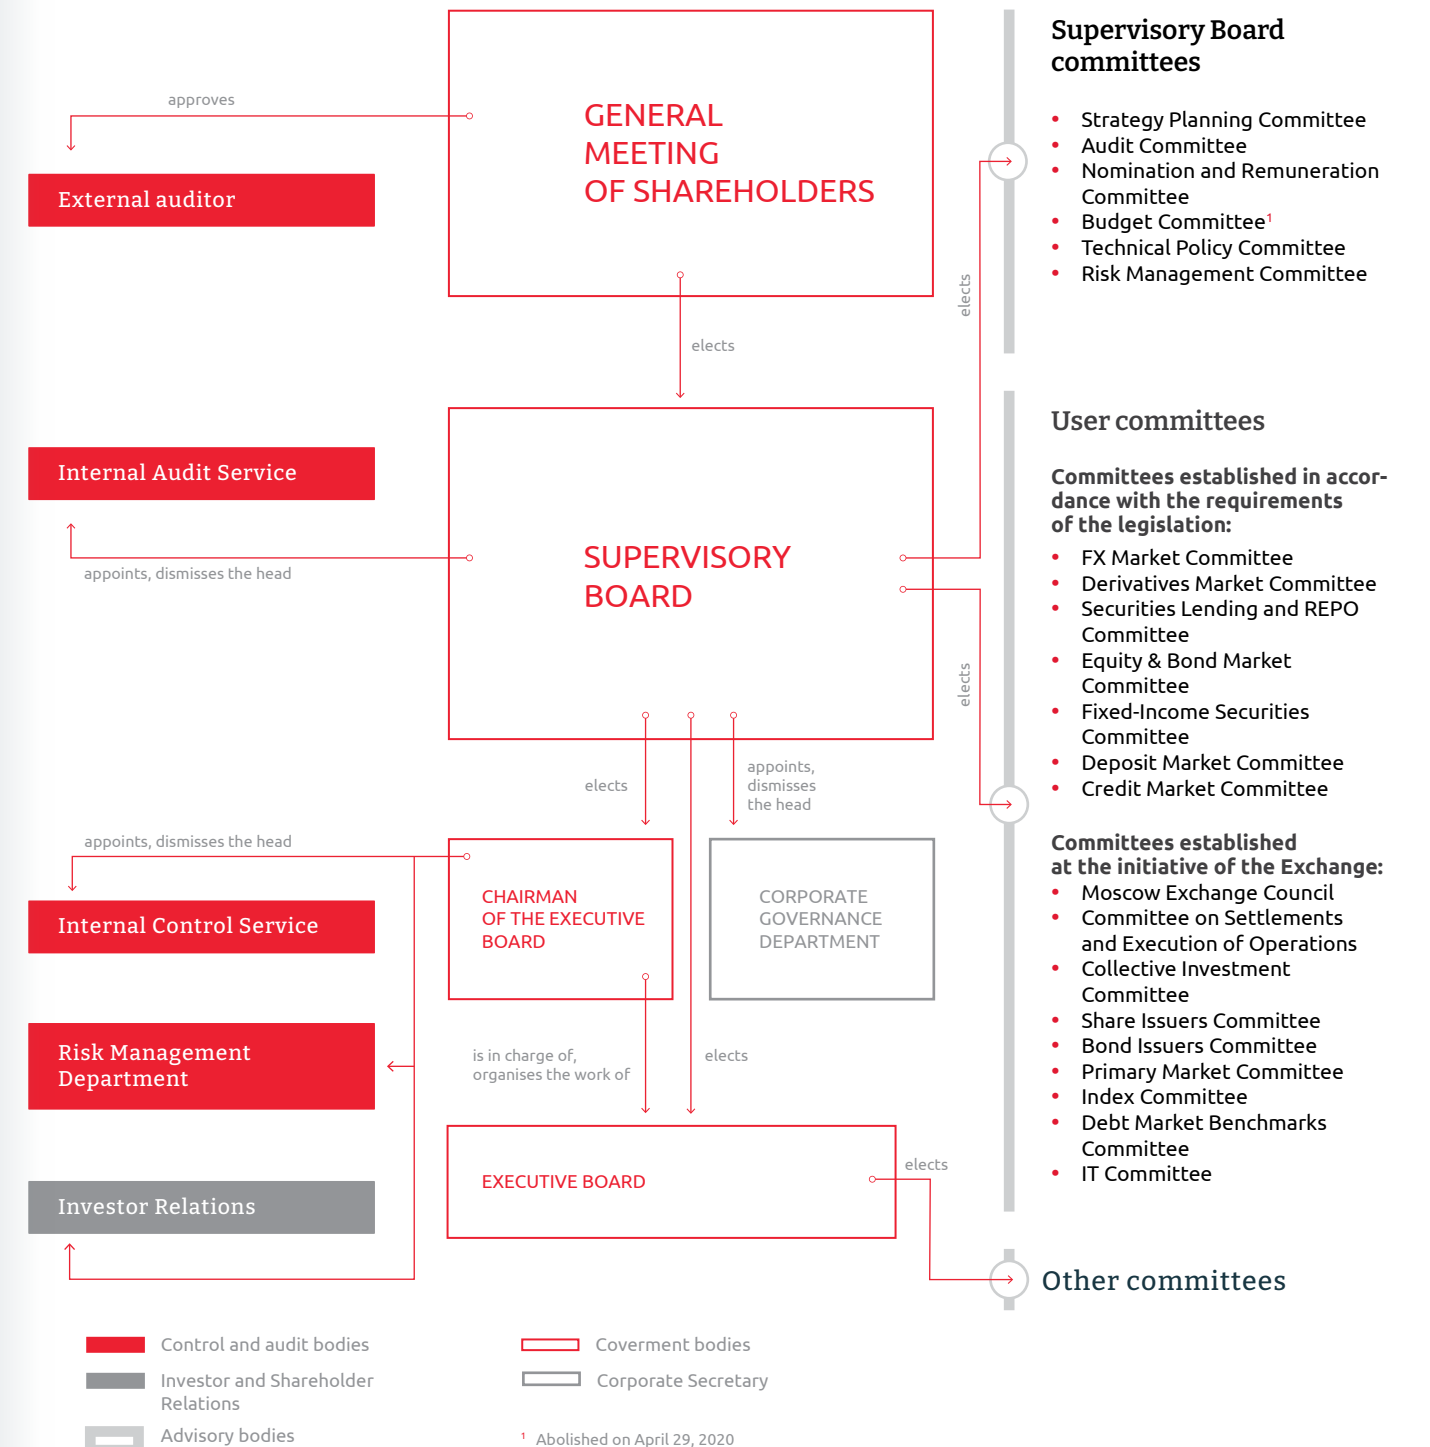 approves
External auditor
GENERAL
MEETING
OF SHAREHOLDERS
elects
Internal Audit Service
appoints, dismisses the head
SUPERVISORY
BOARD
elects
elects
elects
appoints,
dismisses
the head
appoints, dismisses the head
Internal Control Service
CHAIRMAN
OF THE EXECUTIVE
BOARD
CORPORATE
GOVERNANCE
DEPARTMENT
Risk Management
Department
is in charge of,
organises the work of
elects
Investor Relations
EXECUTIVE BOARD
elects
Supervisory Board
committees
• Strategy Planning Committee
• Audit Committee
• Nomination and Remuneration
Committee
• Budget Committee¹
• Technical Policy Committee
• Risk Management Committee
User committees
Committees established in accor-
dance with the requirements
of the legislation:
• FX Market Committee
• Derivatives Market Committee
• Securities Lending and REPO
Committee
• Equity & Bond Market
Committee
• Fixed-Income Securities
Committee
• Deposit Market Committee
• Credit Market Committee
Committees established
at the initiative of the Exchange:
• Moscow Exchange Council
• Committee on Settlements
and Execution of Operations
• Collective Investment
Committee
• Share Issuers Committee
• Bond Issuers Committee
• Primary Market Committee
• Index Committee
• Debt Market Benchmarks
Committee
• IT Committee
Other committees
Control and audit bodies
Investor and Shareholder
Relations
Advisory bodies
Coverment bodies
Corporate Secretary
¹ Abolished on April 29, 2020